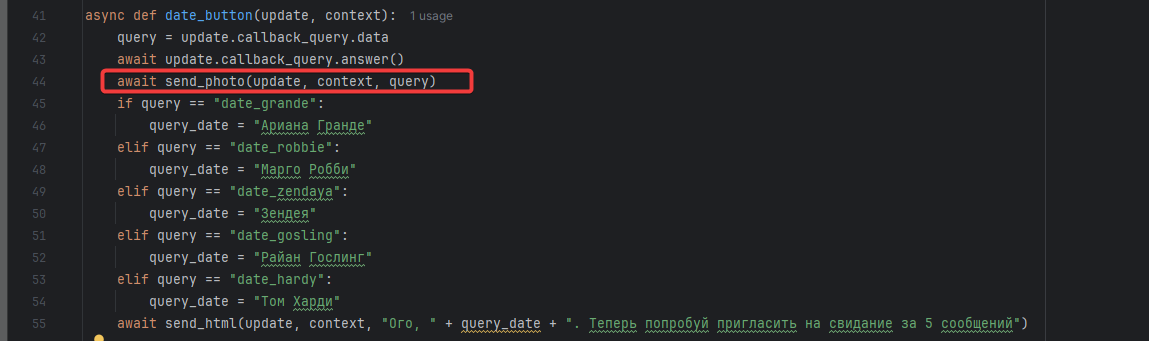 41 async def date_button(update, context): 1 usage
42 query = update.callback_query.data
43 await update.callback_query.answer()
44 await send_photo(update, context, query)
45 if query == "date_grande":
46 query_date = "Ариана Гранде"
47 elif query == "date_robbie":
48 query_date = "Марго Робби"
49 elif query == "date_zendaya":
50 query_date = "Зендея"
51 elif query == "date_gosling":
52 query_date = "Райан Гослинг"
53 elif query == "date_hardy":
54 query_date = "Том Харди"
55 await send_html(update, context, "Ого, " + query_date + ". Теперь попробуй пригласить на свидание за 5 сообщений")